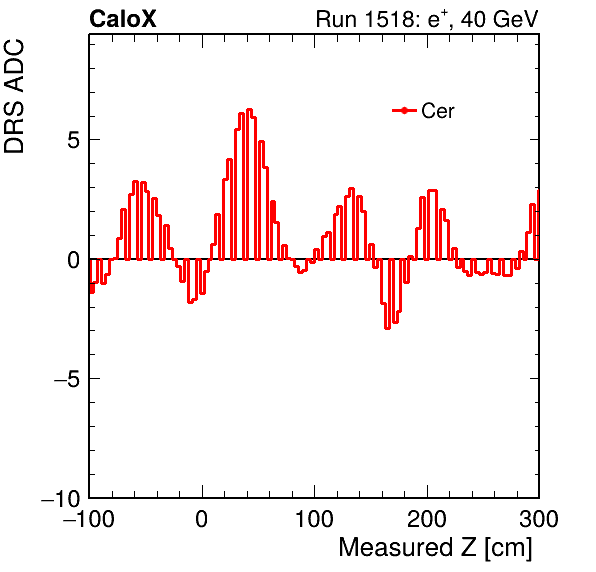 CaloX
Run 1518: e⁺, 40 GeV
DRS ADC
Cer
5
0
−5
−10
−100 0 100 200 300
Measured Z [cm]